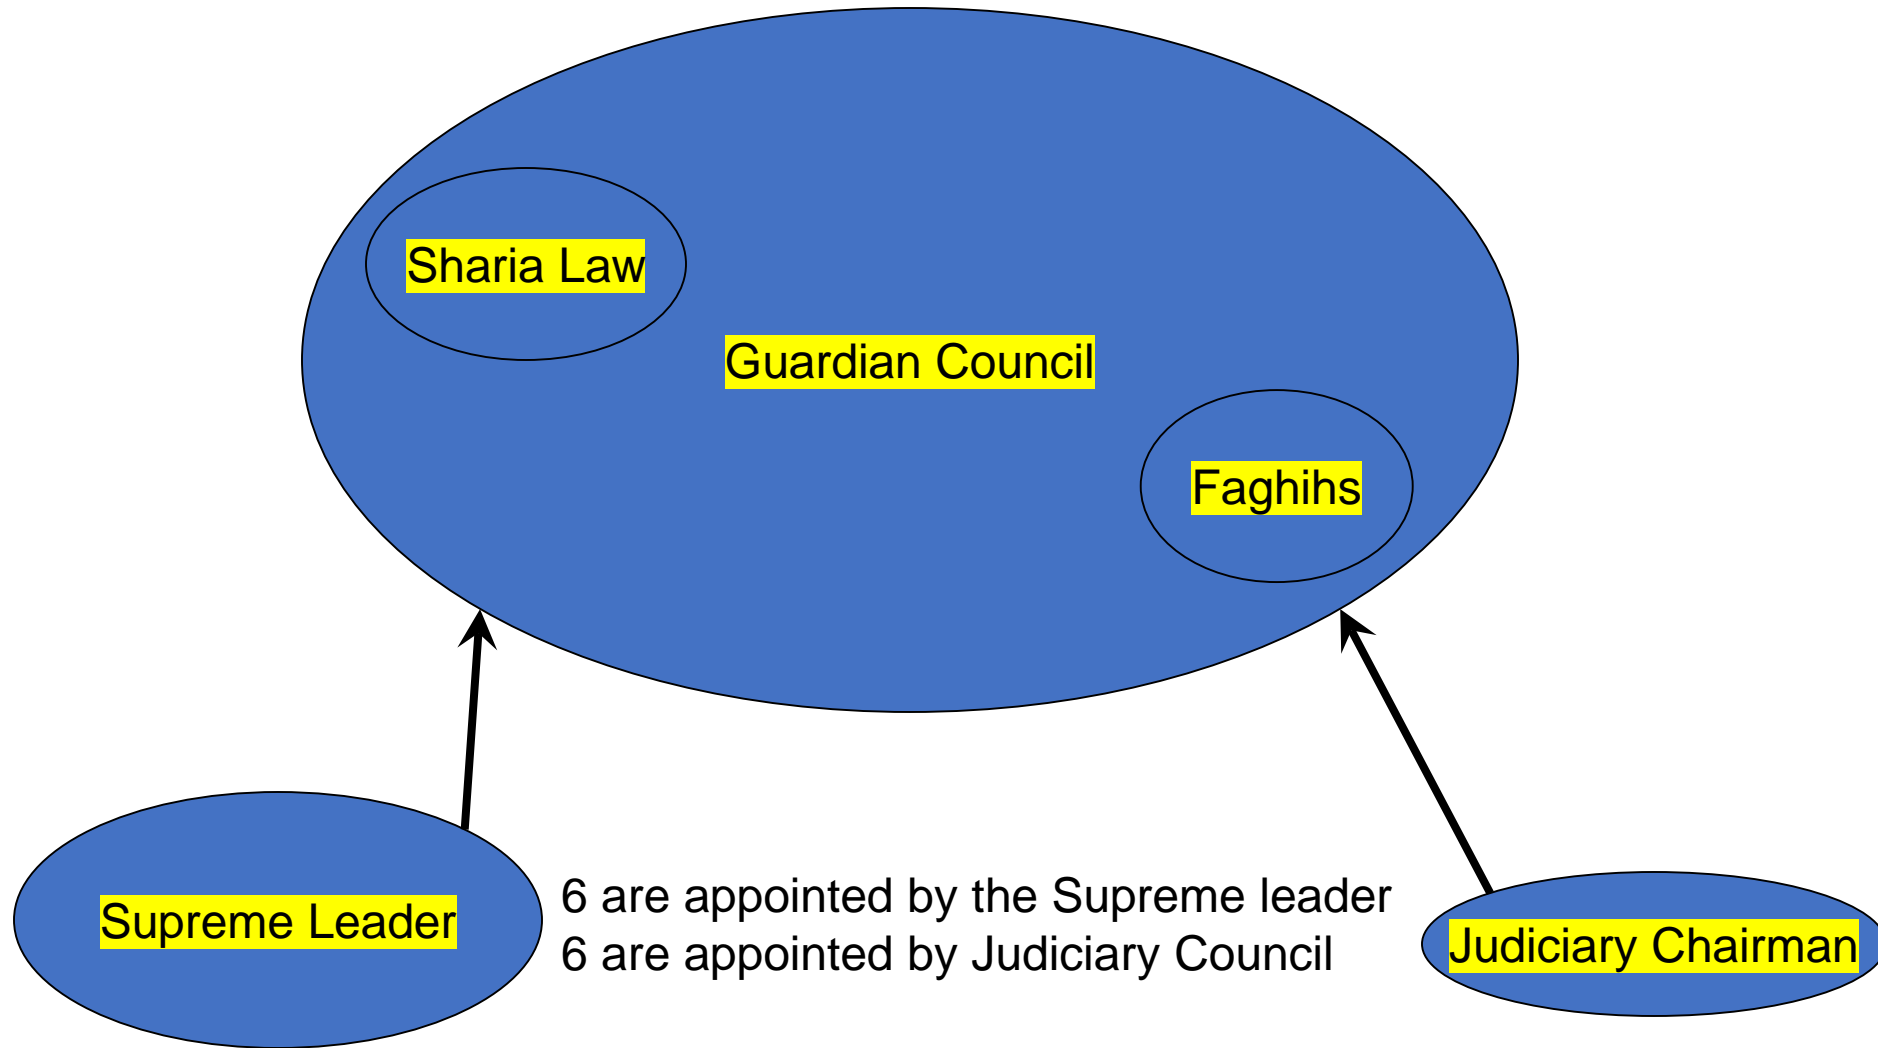 Sharia Law
Guardian Council
Faghihs
Supreme Leader
6 are appointed by the Supreme leader
6 are appointed by Judiciary Council
Judiciary Chairman